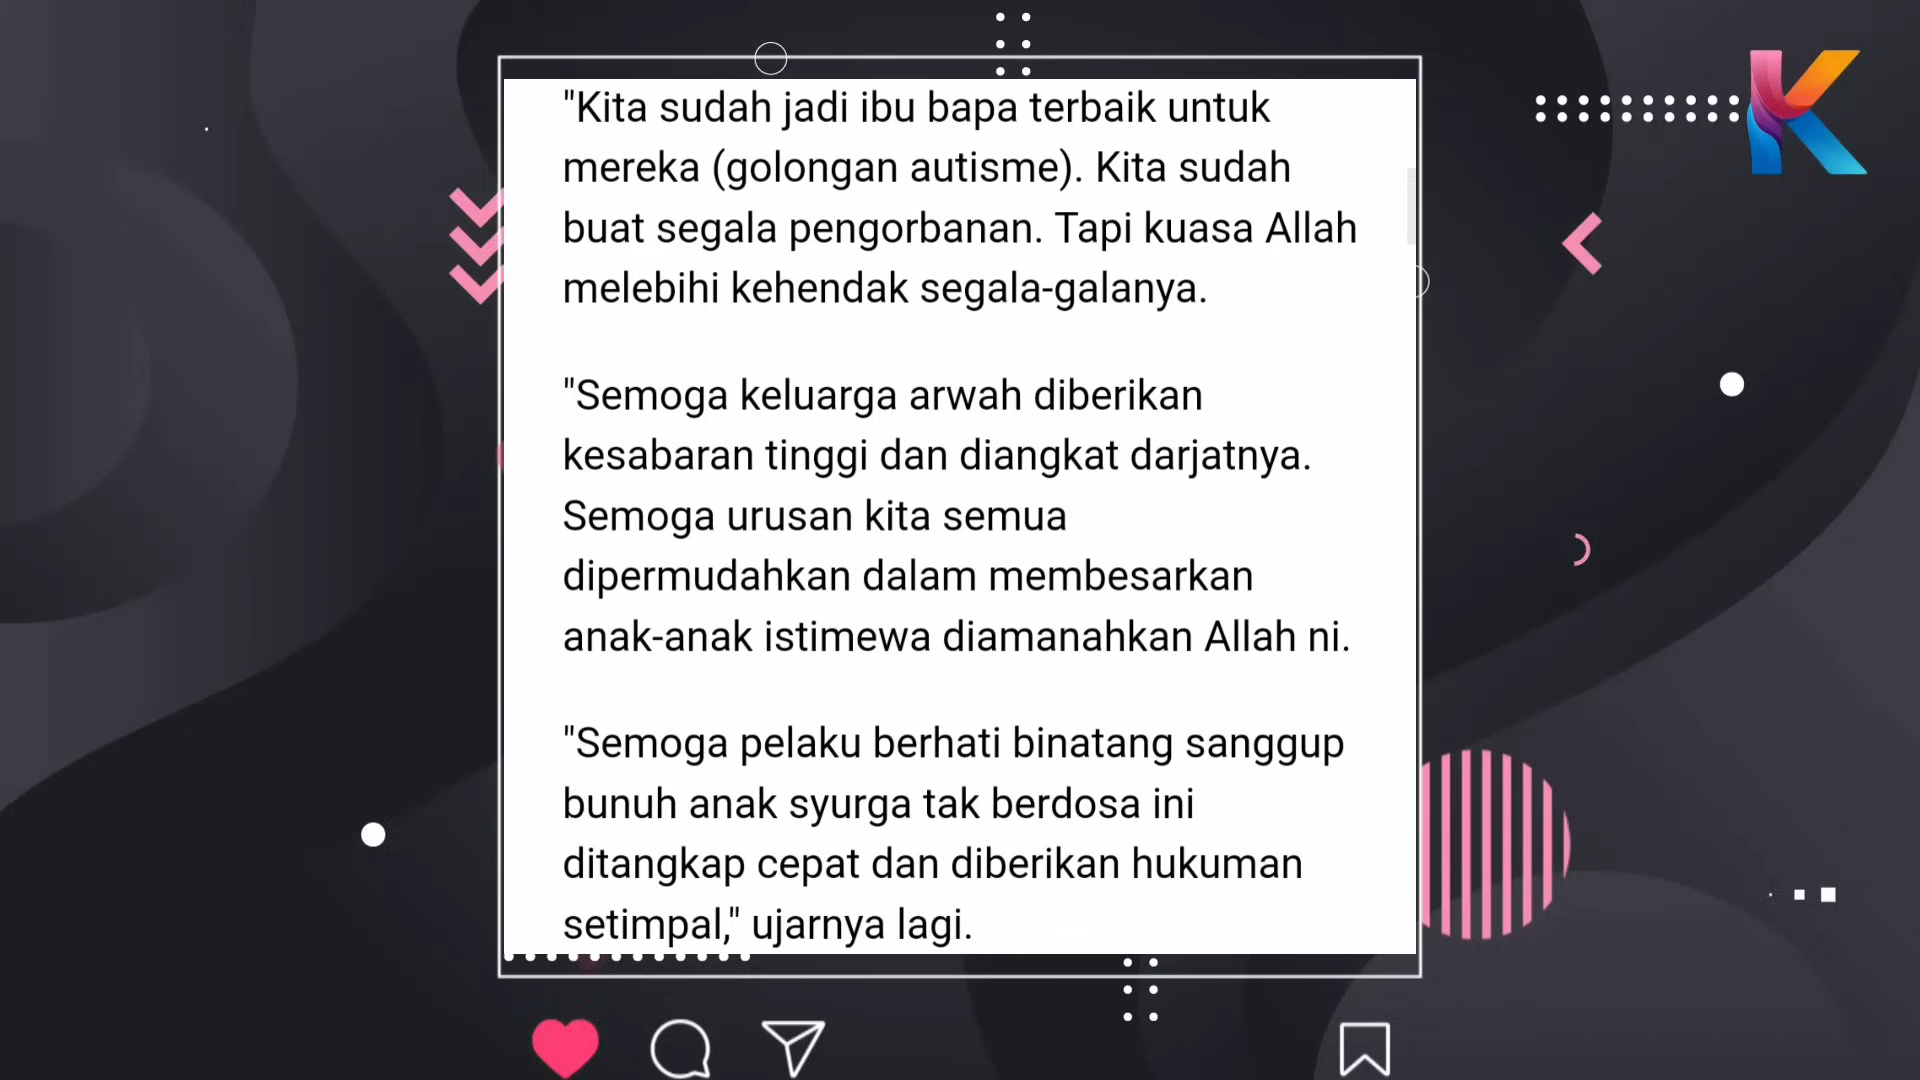 "Kita sudah jadi ibu bapa terbaik untuk
mereka (golongan autisme). Kita sudah
buat segala pengorbanan. Tapi kuasa Allah
melebihi kehendak segala-galanya.
"Semoga keluarga arwah diberikan
kesabaran tinggi dan diangkat darjatnya.
Semoga urusan kita semua
dipermudahkan dalam membesarkan
anak-anak istimewa diamanahkan Allah ni.
"Semoga pelaku berhati binatang sanggup
bunuh anak syurga tak berdosa ini
ditangkap cepat dan diberikan hukuman
setimpal," ujarnya lagi.
K